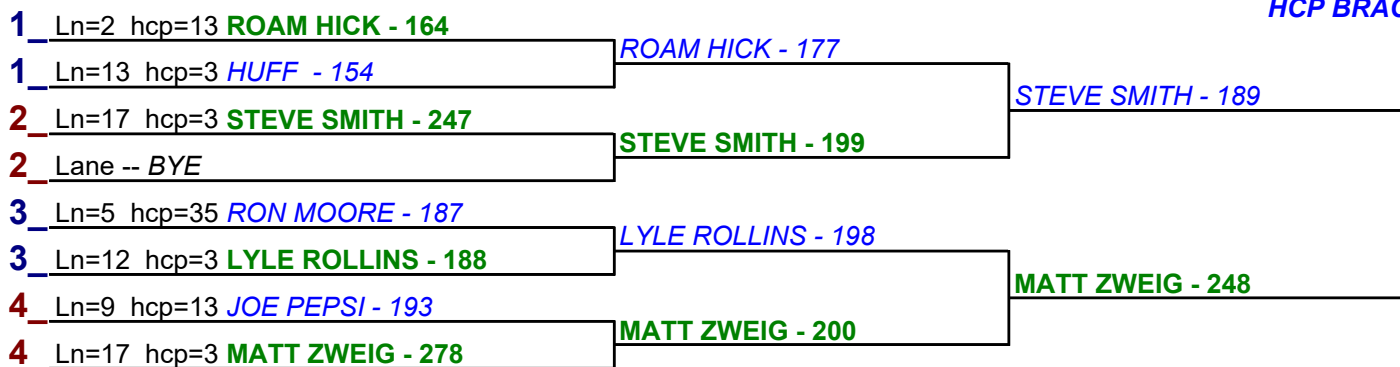 HCP BRAC
1_ Ln=2 hcp=13 ROAM HICK - 164
ROAM HICK - 177
1_ Ln=13 hcp=3 HUFF - 154
STEVE SMITH - 189
2_ Ln=17 hcp=3 STEVE SMITH - 247
STEVE SMITH - 199
2_ Lane -- BYE
3_ Ln=5 hcp=35 RON MOORE - 187
LYLE ROLLINS - 198
3_ Ln=12 hcp=3 LYLE ROLLINS - 188
MATT ZWEIG - 248
4_ Ln=9 hcp=13 JOE PEPSI - 193
MATT ZWEIG - 200
4 Ln=17 hcp=3 MATT ZWEIG - 278